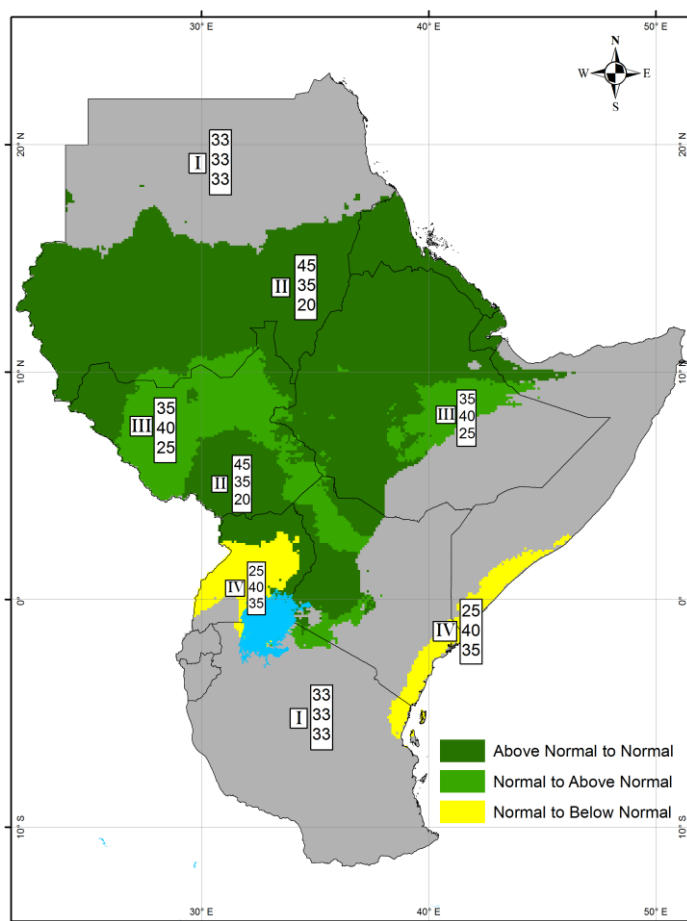 30° E
40° E
50° E
N
W
E
S
20° N
20° N
I
33
33
33
II
45
35
20
10° N
10° N
III
35
40
25
III
35
40
25
II
45
35
20
IV
25
40
35
0°
0°
IV
25
40
35
I
33
33
33
Above Normal to Normal
Normal to Above Normal
Normal to Below Normal
10° S
10° S
30° E
40° E
50° E